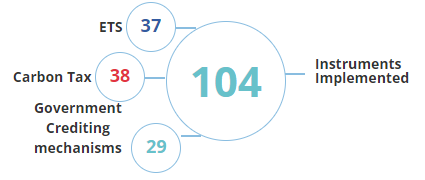 ETS 37
Carbon Tax 38
Government
Crediting
mechanisms 29
104
Instruments
Implemented